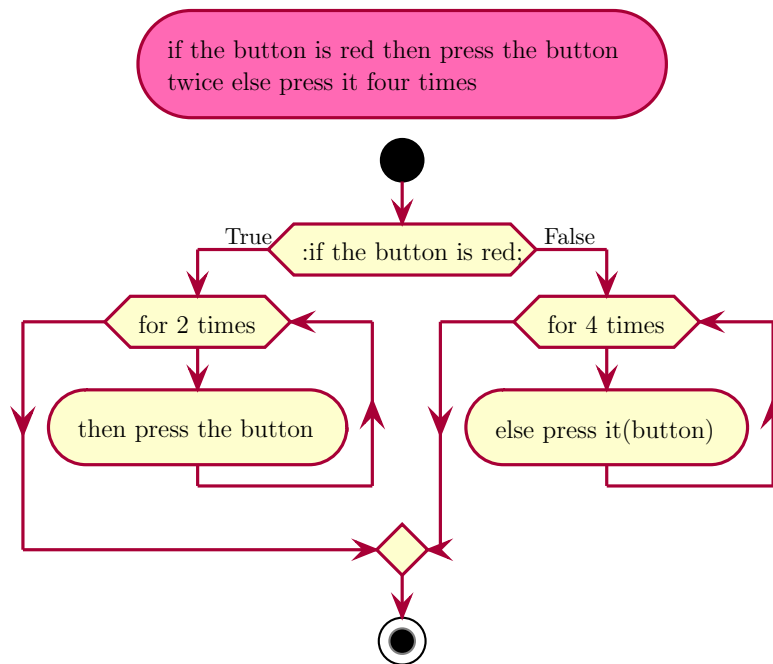 if the button is red then press the button
twice else press it four times
True
:if the button is red;
False
for 2 times
for 4 times
then press the button
else press it(button)